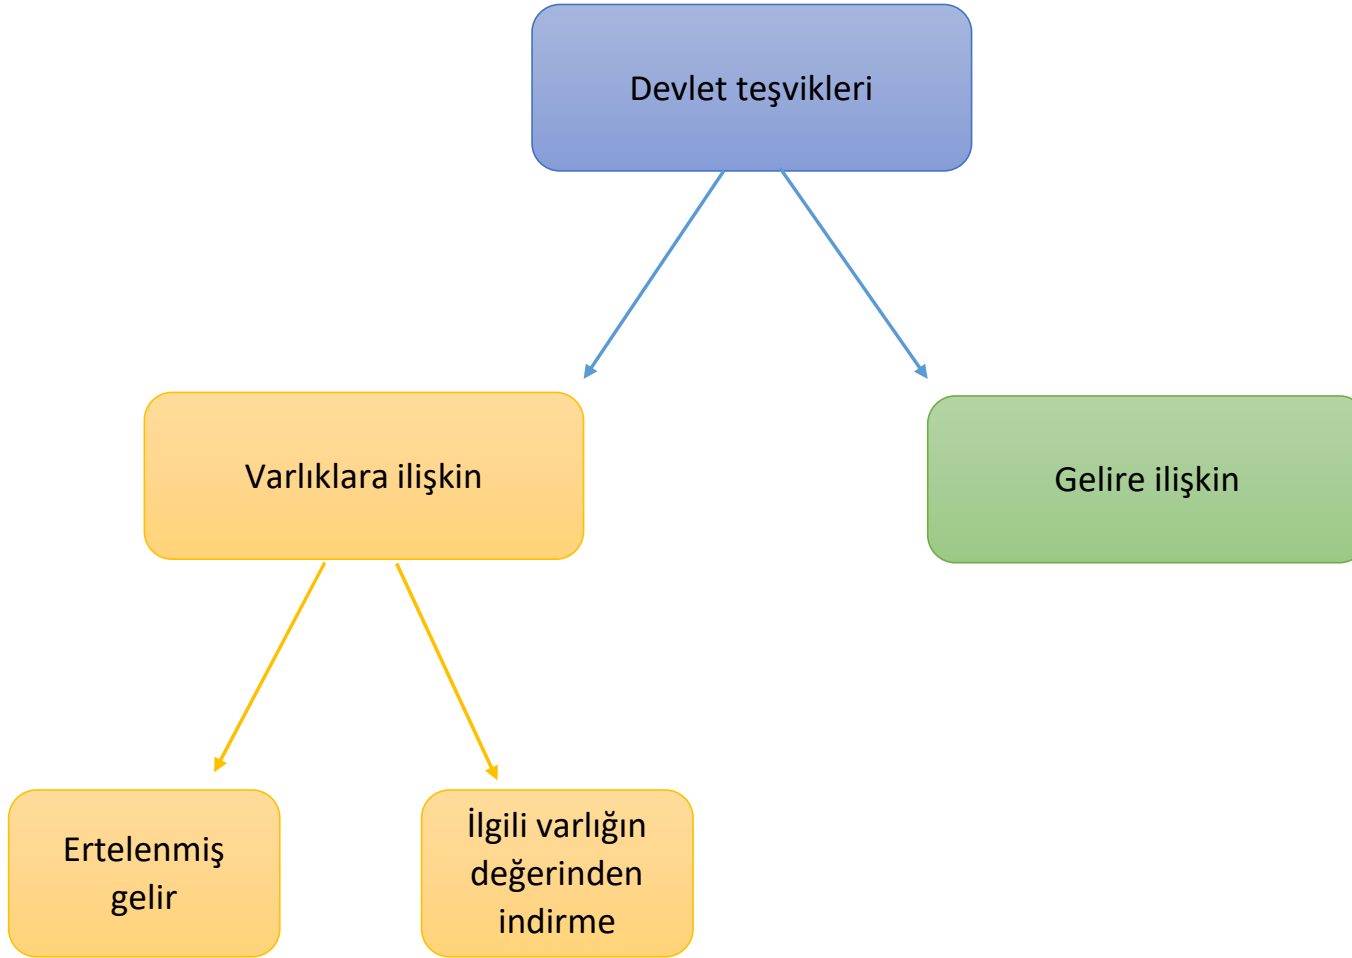 Devlet teşvikleri
Varlıklara ilişkin
Gelire ilişkin
Ertelenmiş
gelir
İlgili varlığın
değerinden
indirme